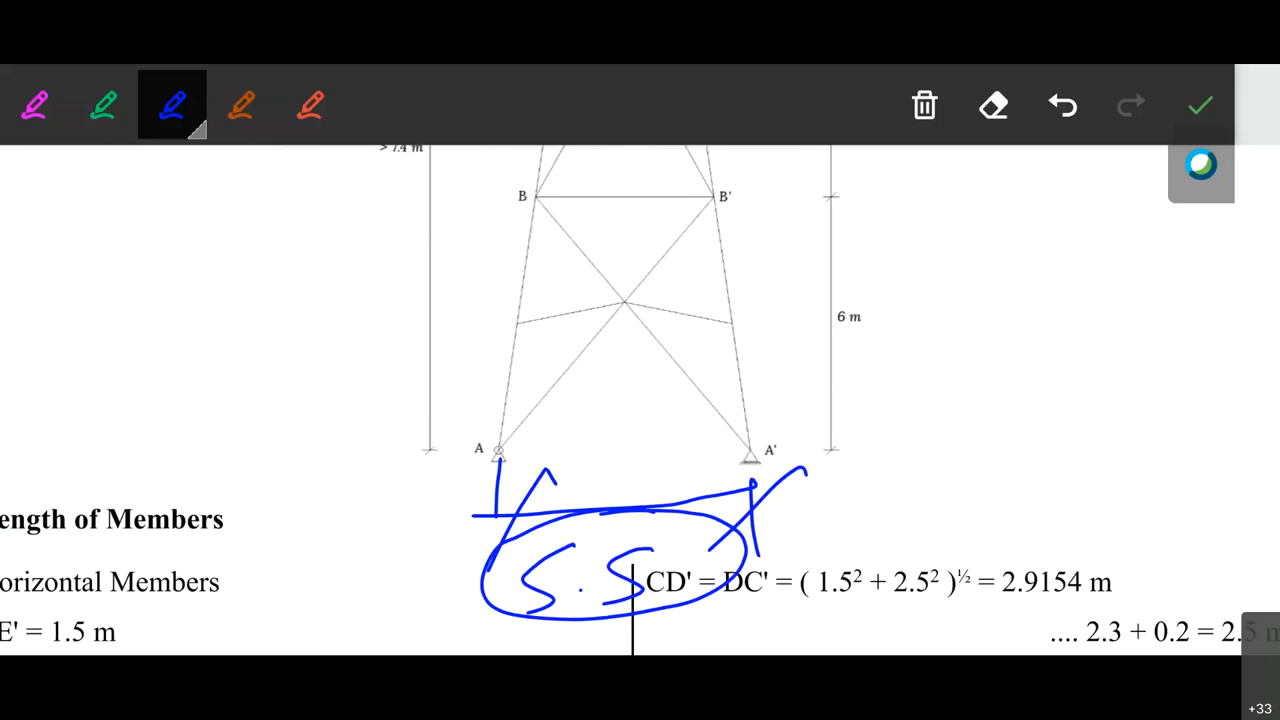 > 7.4 m
B B'
6 m
A A'
ength of Members
S.S
orizontal Members
CD' = DC' = ( 1.5² + 2.5² )^½ = 2.9154 m
E' = 1.5 m
.... 2.3 + 0.2 = 2.5 m
+33